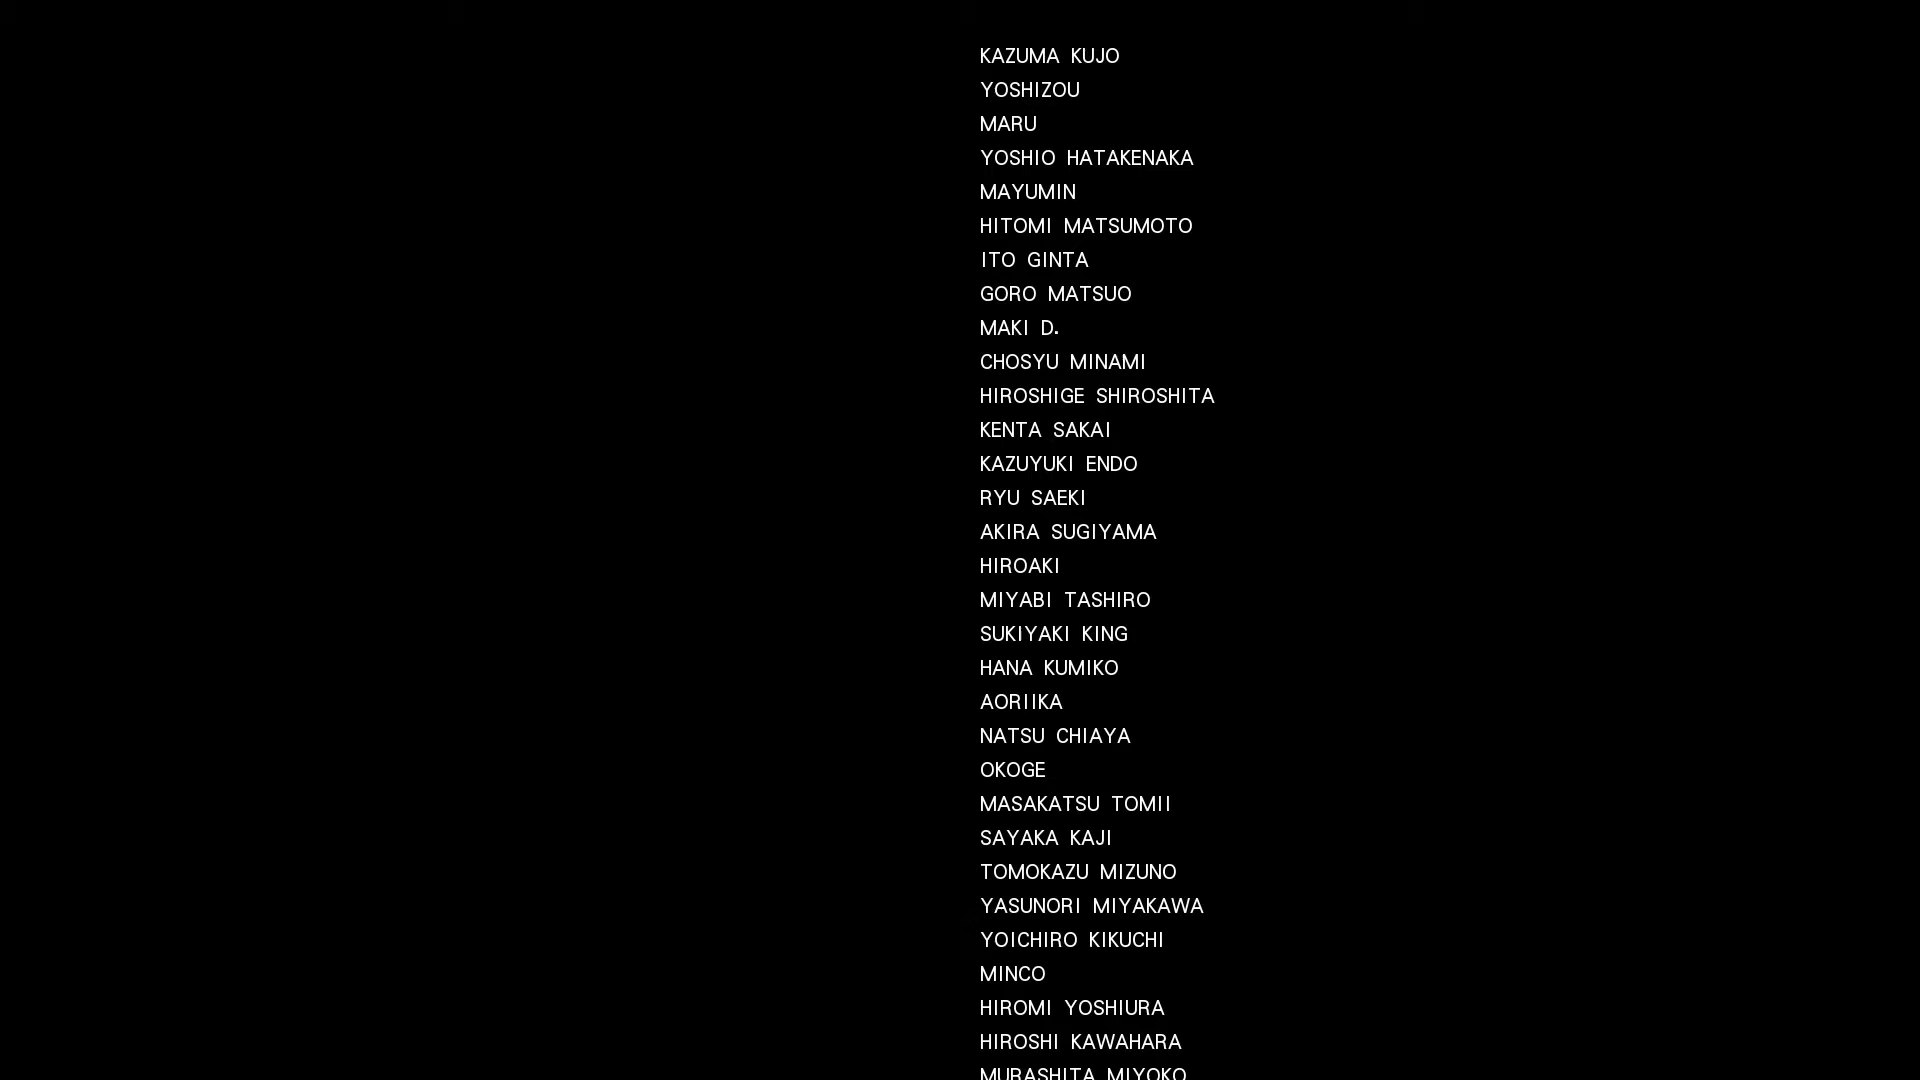 KAZUMA KUJO
YOSHIZOU
MARU
YOSHIO HATAKENAKA
MAYUMIN
HITOMI MATSUMOTO
ITO GINTA
GORO MATSUO
MAKI D.
CHOSYU MINAMI
HIROSHIGE SHIROSHITA
KENTA SAKAI
KAZUYUKI ENDO
RYU SAEKI
AKIRA SUGIYAMA
HIROAKI
MIYABI TASHIRO
SUKIYAKI KING
HANA KUMIKO
AORIIKA
NATSU CHIAYA
OKOGE
MASAKATSU TOMII
SAYAKA KAJI
TOMOKAZU MIZUNO
YASUNORI MIYAKAWA
YOICHIRO KIKUCHI
MINCO
HIROMI YOSHIURA
HIROSHI KAWAHARA
MURASHITA MIYOKO